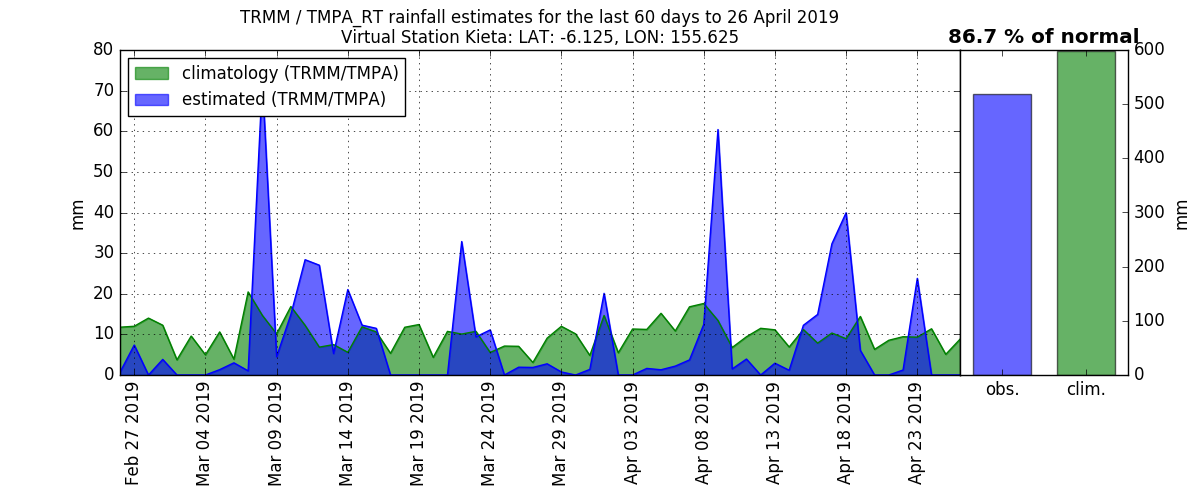 TRMM / TMPA_RT rainfall estimates for the last 60 days to 26 April 2019
Virtual Station Kieta: LAT: -6.125, LON: 155.625
86.7 % of normal
climatology (TRMM/TMPA)
estimated (TRMM/TMPA)
80
70
60
50
40
30
20
10
0
mm
Feb 27 2019
Mar 04 2019
Mar 09 2019
Mar 14 2019
Mar 19 2019
Mar 24 2019
Mar 29 2019
Apr 03 2019
Apr 08 2019
Apr 13 2019
Apr 18 2019
Apr 23 2019
600
500
400
300
200
100
0
mm
obs.
clim.